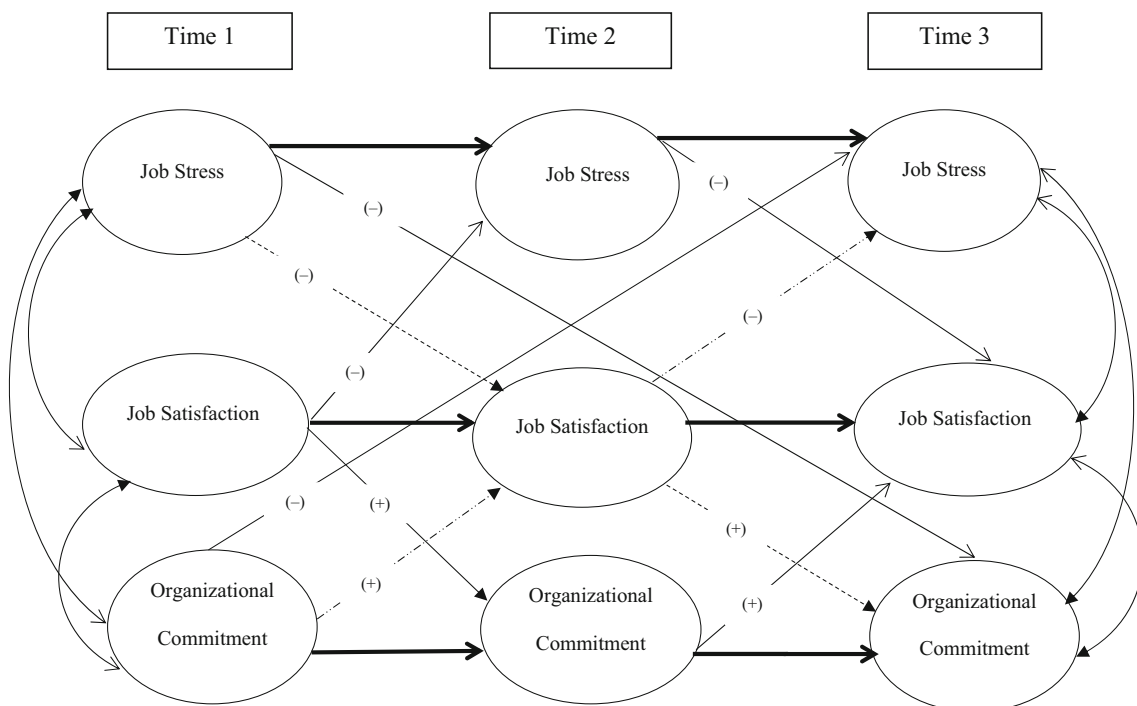 Time 1
Time 2
Time 3
Job Stress
Job Stress
Job Stress
(–)
(–)
(–)
(–)
(–)
Job Satisfaction
Job Satisfaction
Job Satisfaction
(–)
(+)
(+)
(+)
(+)
Organizational
Commitment
Organizational
Commitment
Organizational
Commitment